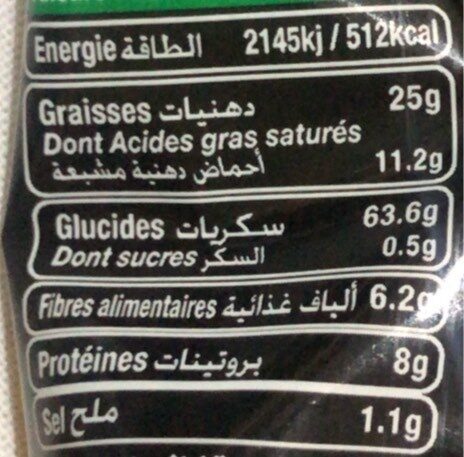 Energie الطاقة 2145kj / 512kcal
Graisses دهنيات 25g
Dont Acides gras saturés
أحماض دهنية مشبعة 11.2g
Glucides سكريات 63.6g
Dont sucres السكر 0.5g
Fibres alimentaires ألياف غذائية 6.2g
Protéines بروتينات 8g
Sel ملح 1.1g